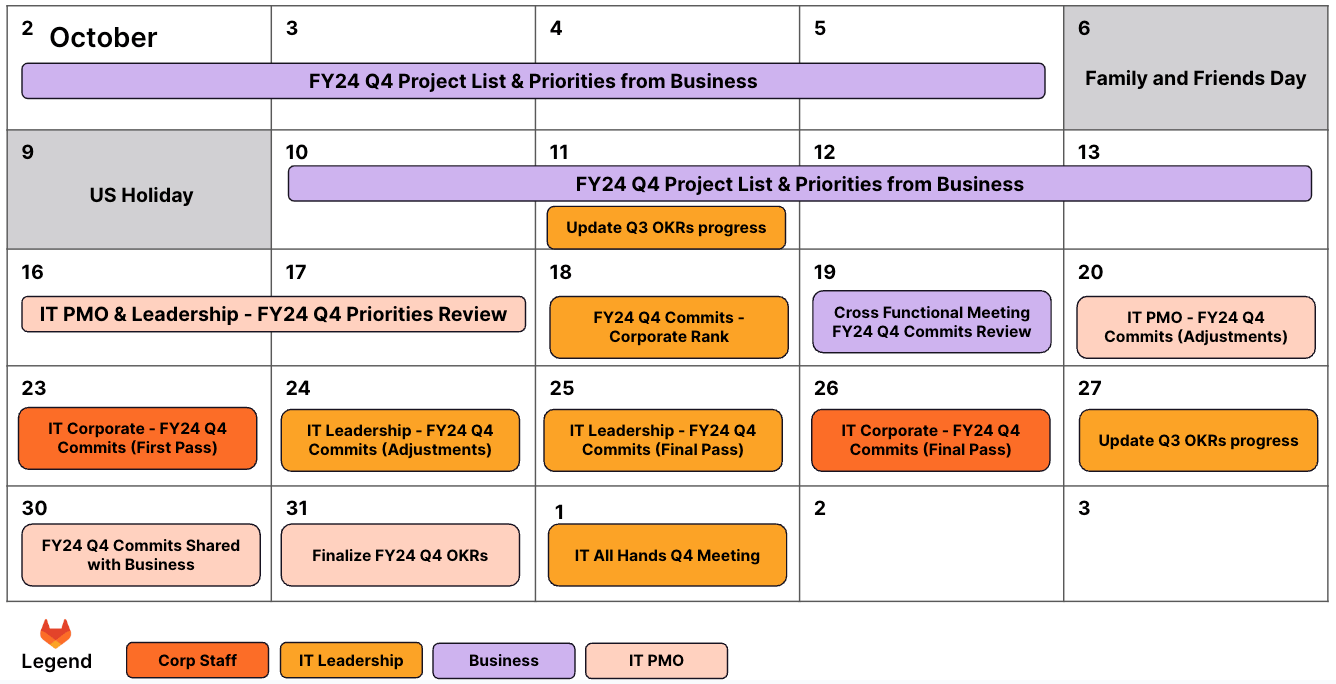 2 October
3
4
5
6
FY24 Q4 Project List & Priorities from Business
Family and Friends Day
9
10
11
12
13
US Holiday
FY24 Q4 Project List & Priorities from Business
Update Q3 OKRs progress
16
17
18
19
20
IT PMO & Leadership - FY24 Q4 Priorities Review
FY24 Q4 Commits -
Corporate Rank
Cross Functional Meeting
FY24 Q4 Commits Review
IT PMO - FY24 Q4
Commits (Adjustments)
23
24
25
26
27
IT Corporate - FY24 Q4
Commits (First Pass)
IT Leadership - FY24 Q4
Commits (Adjustments)
IT Leadership - FY24 Q4
Commits (Final Pass)
IT Corporate - FY24 Q4
Commits (Final Pass)
Update Q3 OKRs progress
30
31
1
2
3
FY24 Q4 Commits Shared
with Business
Finalize FY24 Q4 OKRs
IT All Hands Q4 Meeting
Legend
Corp Staff
IT Leadership
Business
IT PMO